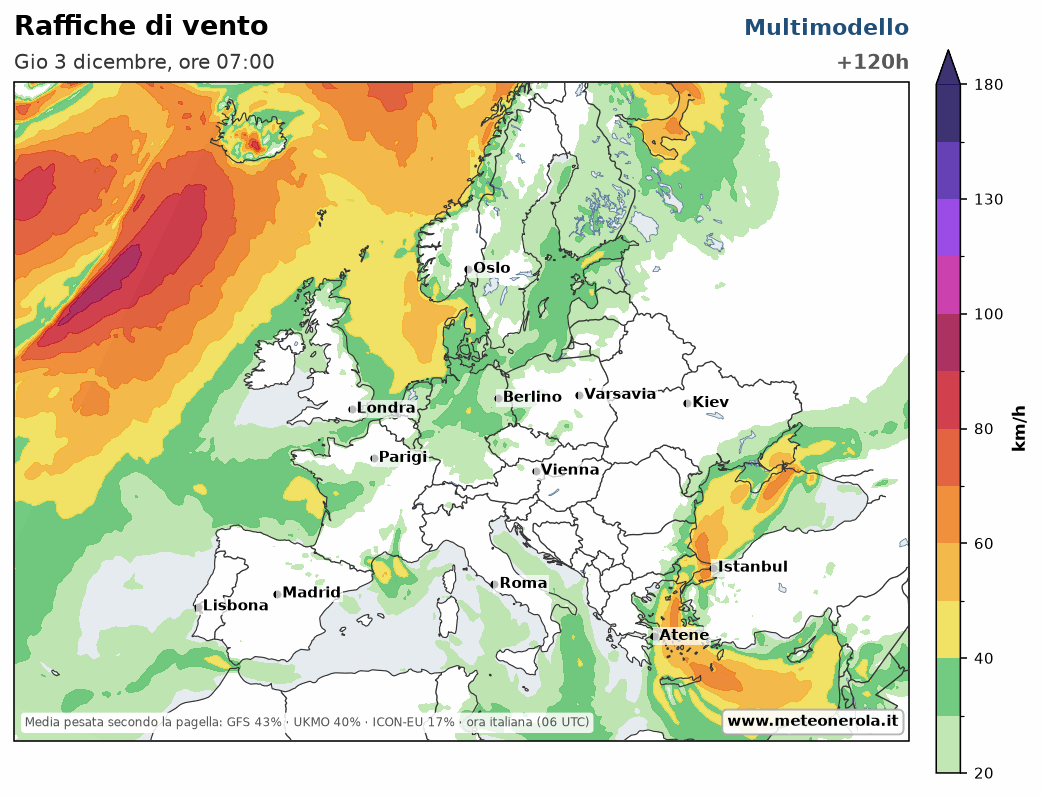 Raffiche di vento
Multimodello
Gio 3 dicembre, ore 07:00
+120h
180
130
100
80
60
40
20
km/h
Oslo
Londra
Berlino
Varsavia
Kiev
Parigi
Vienna
Istanbul
Roma
Madrid
Lisbona
Atene
Media pesata secondo la pagella: GFS 43% · UKMO 40% · ICON-EU 17% · ora italiana (06 UTC)
www.meteonerola.it